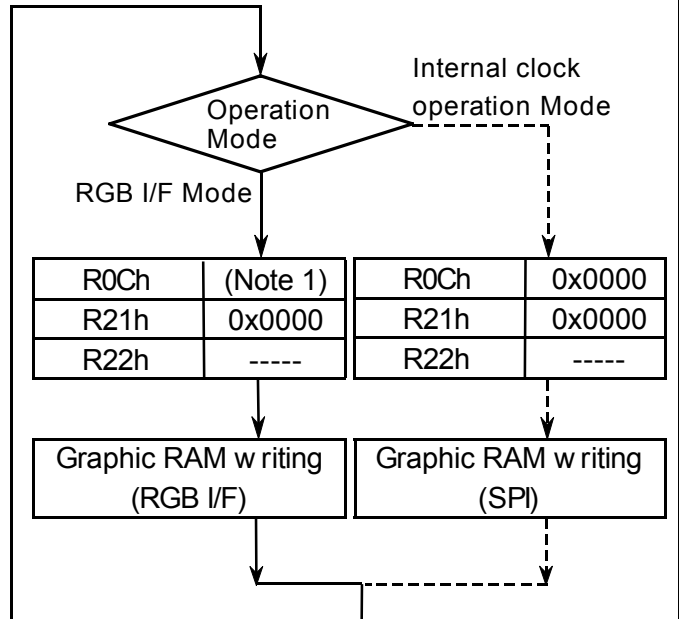 Internal clock
operation Mode
Operation
Mode
RGB I/F Mode
R0Ch (Note 1)
R21h 0x0000
R22h -----
R0Ch 0x0000
R21h 0x0000
R22h -----
Graphic RAM w riting
(RGB I/F)
Graphic RAM w riting
(SPI)